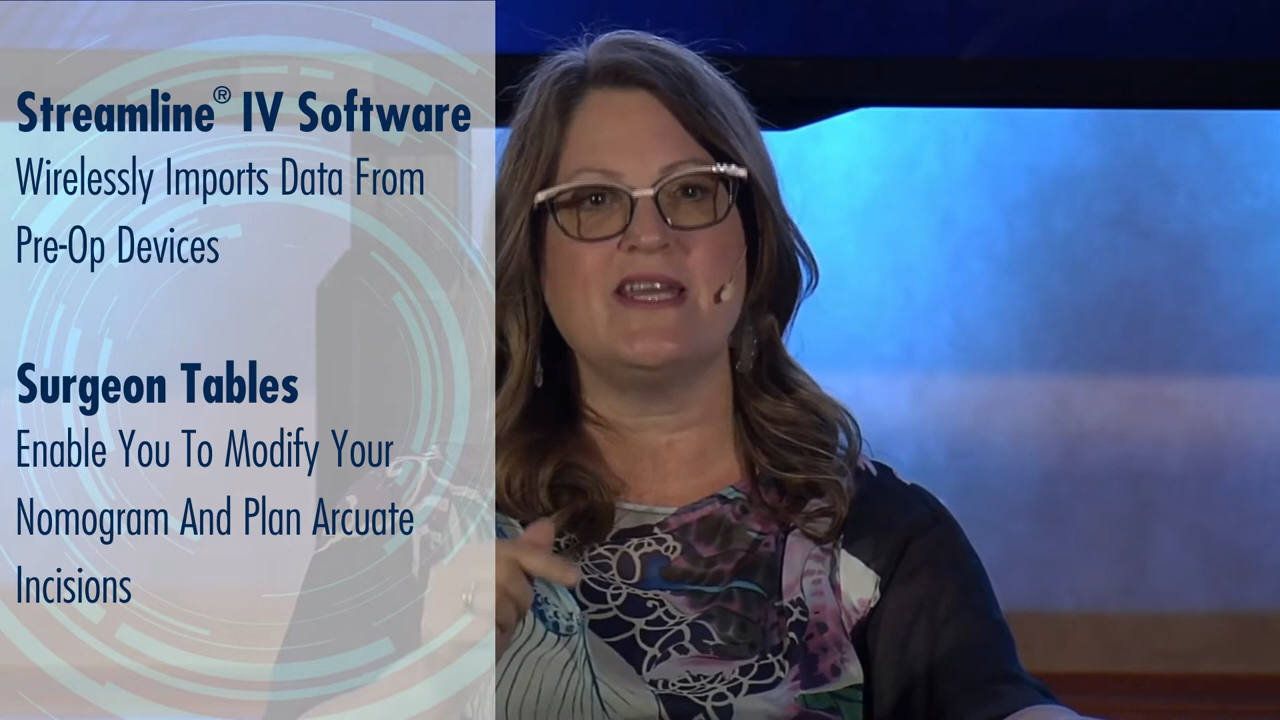 Streamline® IV Software
Wirelessly Imports Data From
Pre-Op Devices
Surgeon Tables
Enable You To Modify Your
Nomogram And Plan Arcuate
Incisions